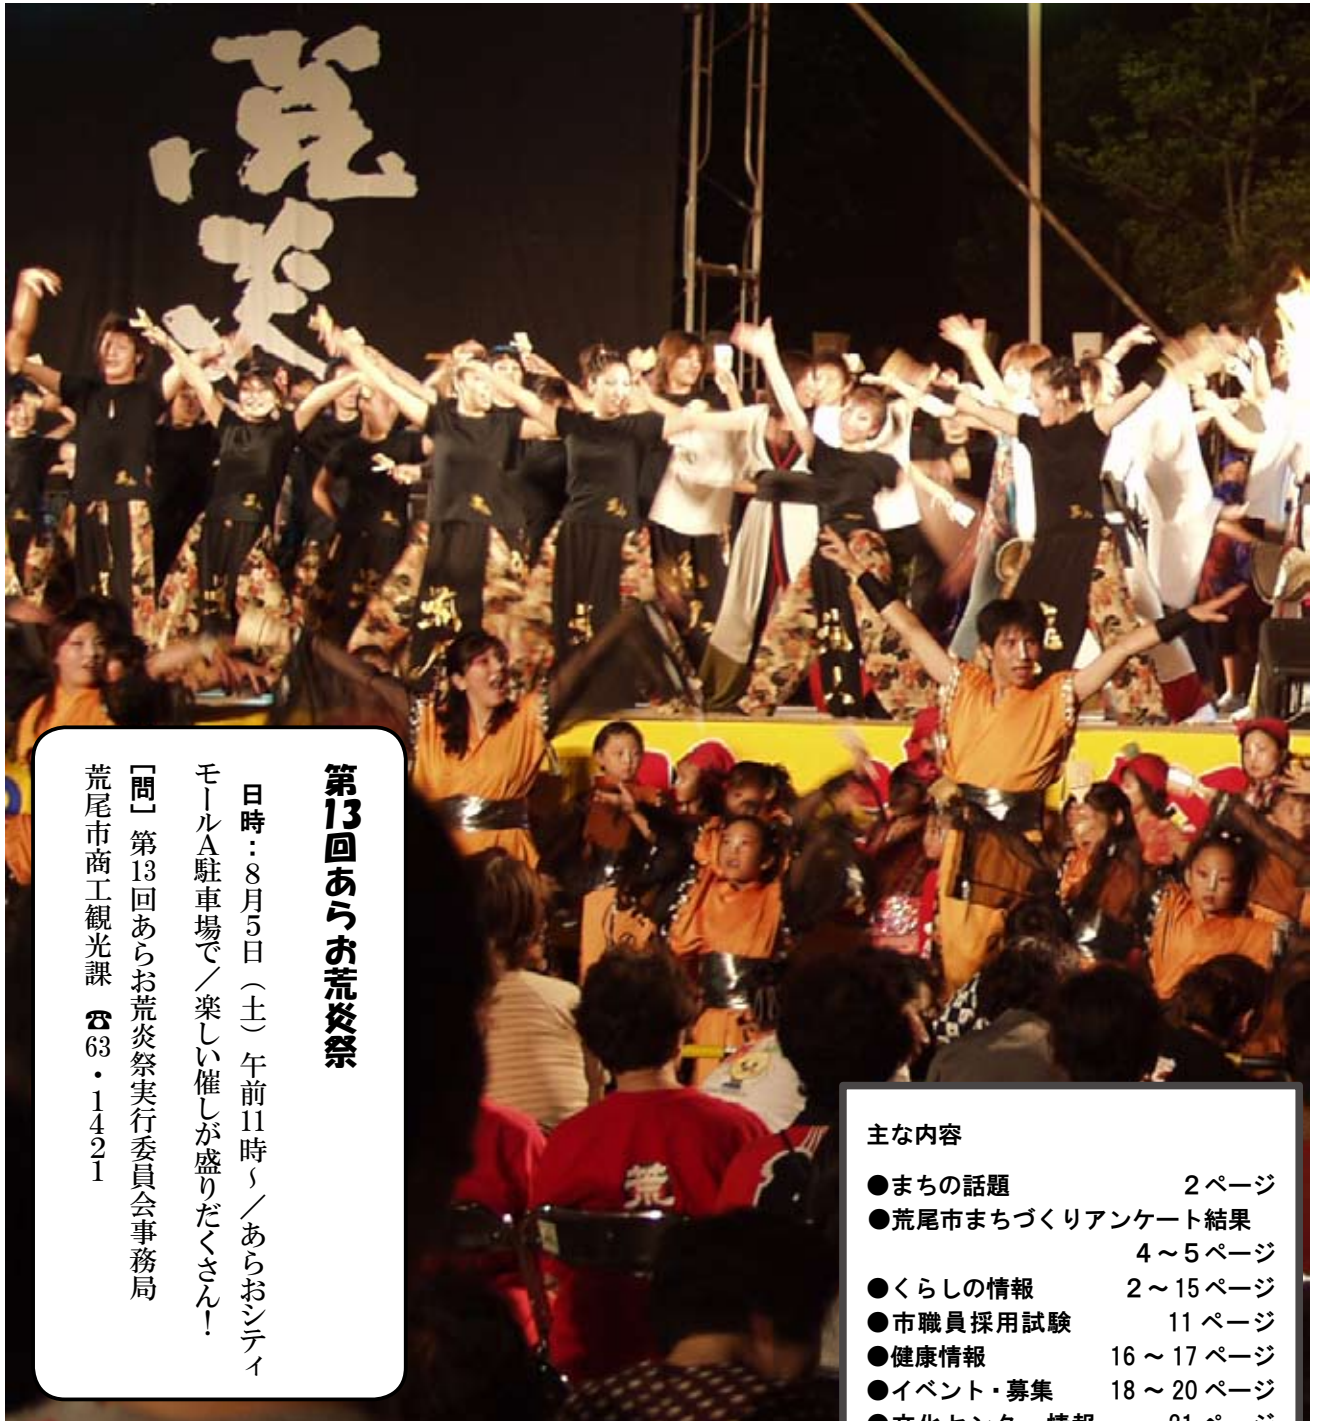 荒炎
第13回あらお荒炎祭
日時：8月5日（土）午前11時～／あらおシティ
モールA駐車場で／楽しい催しが盛りだくさん！
【問】第13回あらお荒炎祭実行委員会事務局
荒尾市商工観光課 ☎63・1421
荒
主な内容
●まちの話題 2ページ
●荒尾市まちづくりアンケート結果
4～5ページ
●くらしの情報 2～15ページ
●市職員採用試験 11ページ
●健康情報 16～17ページ
●イベント・募集 18～20ページ